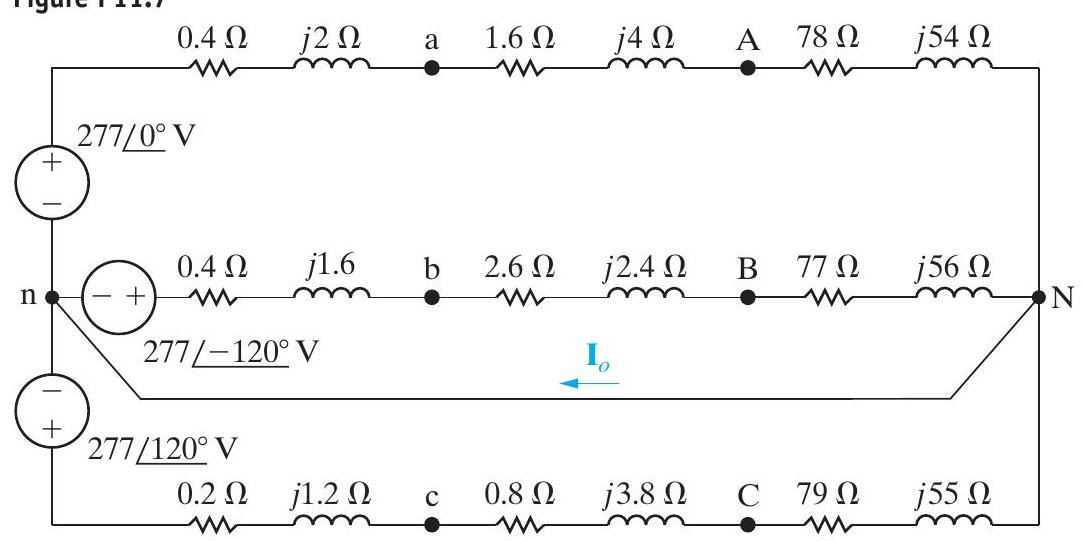 Figure P11.7
0.4 Ω j2 Ω a 1.6 Ω j4 Ω A 78 Ω j54 Ω
277/0° V
+
−
0.4 Ω j1.6 b 2.6 Ω j2.4 Ω B 77 Ω j56 Ω
n − + N
277/−120° V
Io
−
+
277/120° V
0.2 Ω j1.2 Ω c 0.8 Ω j3.8 Ω C 79 Ω j55 Ω